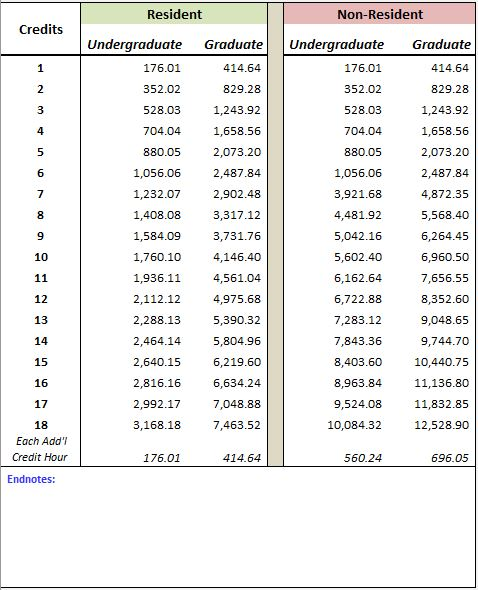 Resident Non-Resident
Credits
Undergraduate Graduate Undergraduate Graduate
1 176.01 414.64 176.01 414.64
2 352.02 829.28 352.02 829.28
3 528.03 1,243.92 528.03 1,243.92
4 704.04 1,658.56 704.04 1,658.56
5 880.05 2,073.20 880.05 2,073.20
6 1,056.06 2,487.84 1,056.06 2,487.84
7 1,232.07 2,902.48 3,921.68 4,872.35
8 1,408.08 3,317.12 4,481.92 5,568.40
9 1,584.09 3,731.76 5,042.16 6,264.45
10 1,760.10 4,146.40 5,602.40 6,960.50
11 1,936.11 4,561.04 6,162.64 7,656.55
12 2,112.12 4,975.68 6,722.88 8,352.60
13 2,288.13 5,390.32 7,283.12 9,048.65
14 2,464.14 5,804.96 7,843.36 9,744.70
15 2,640.15 6,219.60 8,403.60 10,440.75
16 2,816.16 6,634.24 8,963.84 11,136.80
17 2,992.17 7,048.88 9,524.08 11,832.85
18 3,168.18 7,463.52 10,084.32 12,528.90
Each Add'l
Credit Hour 176.01 414.64 560.24 696.05
Endnotes: